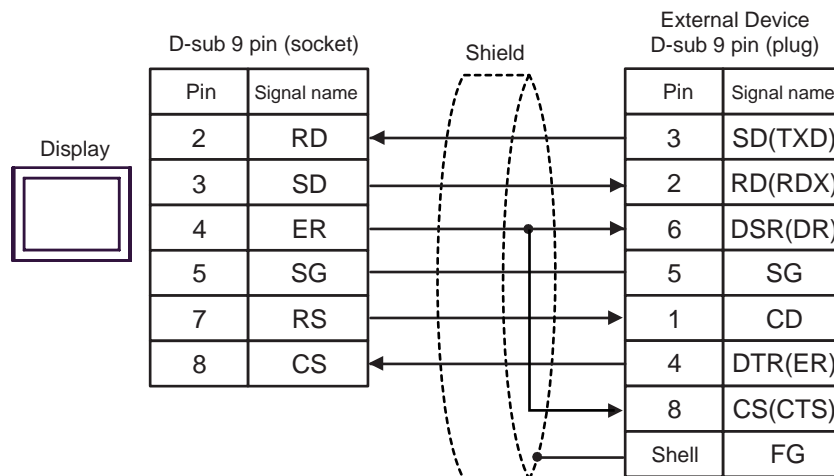 D-sub 9 pin (socket)
Shield
External Device
D-sub 9 pin (plug)
Display
Pin Signal name
2 RD
3 SD
4 ER
5 SG
7 RS
8 CS
Pin Signal name
3 SD(TXD)
2 RD(RDX)
6 DSR(DR)
5 SG
1 CD
4 DTR(ER)
8 CS(CTS)
Shell FG